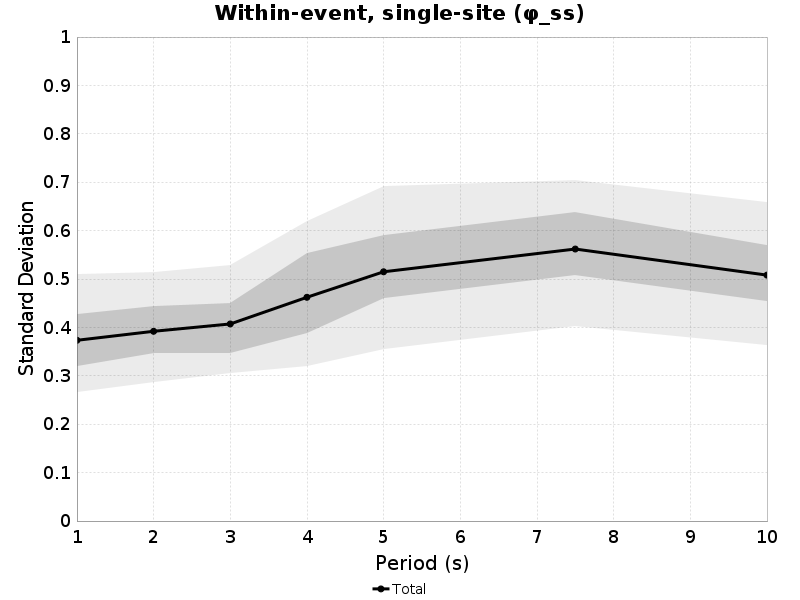 Within-event, single-site (φ_ss)
1
0.9
0.8
0.7
0.6
0.5
0.4
0.3
0.2
0.1
0
Standard Deviation
1 2 3 4 5 6 7 8 9 10
Period (s)
Total